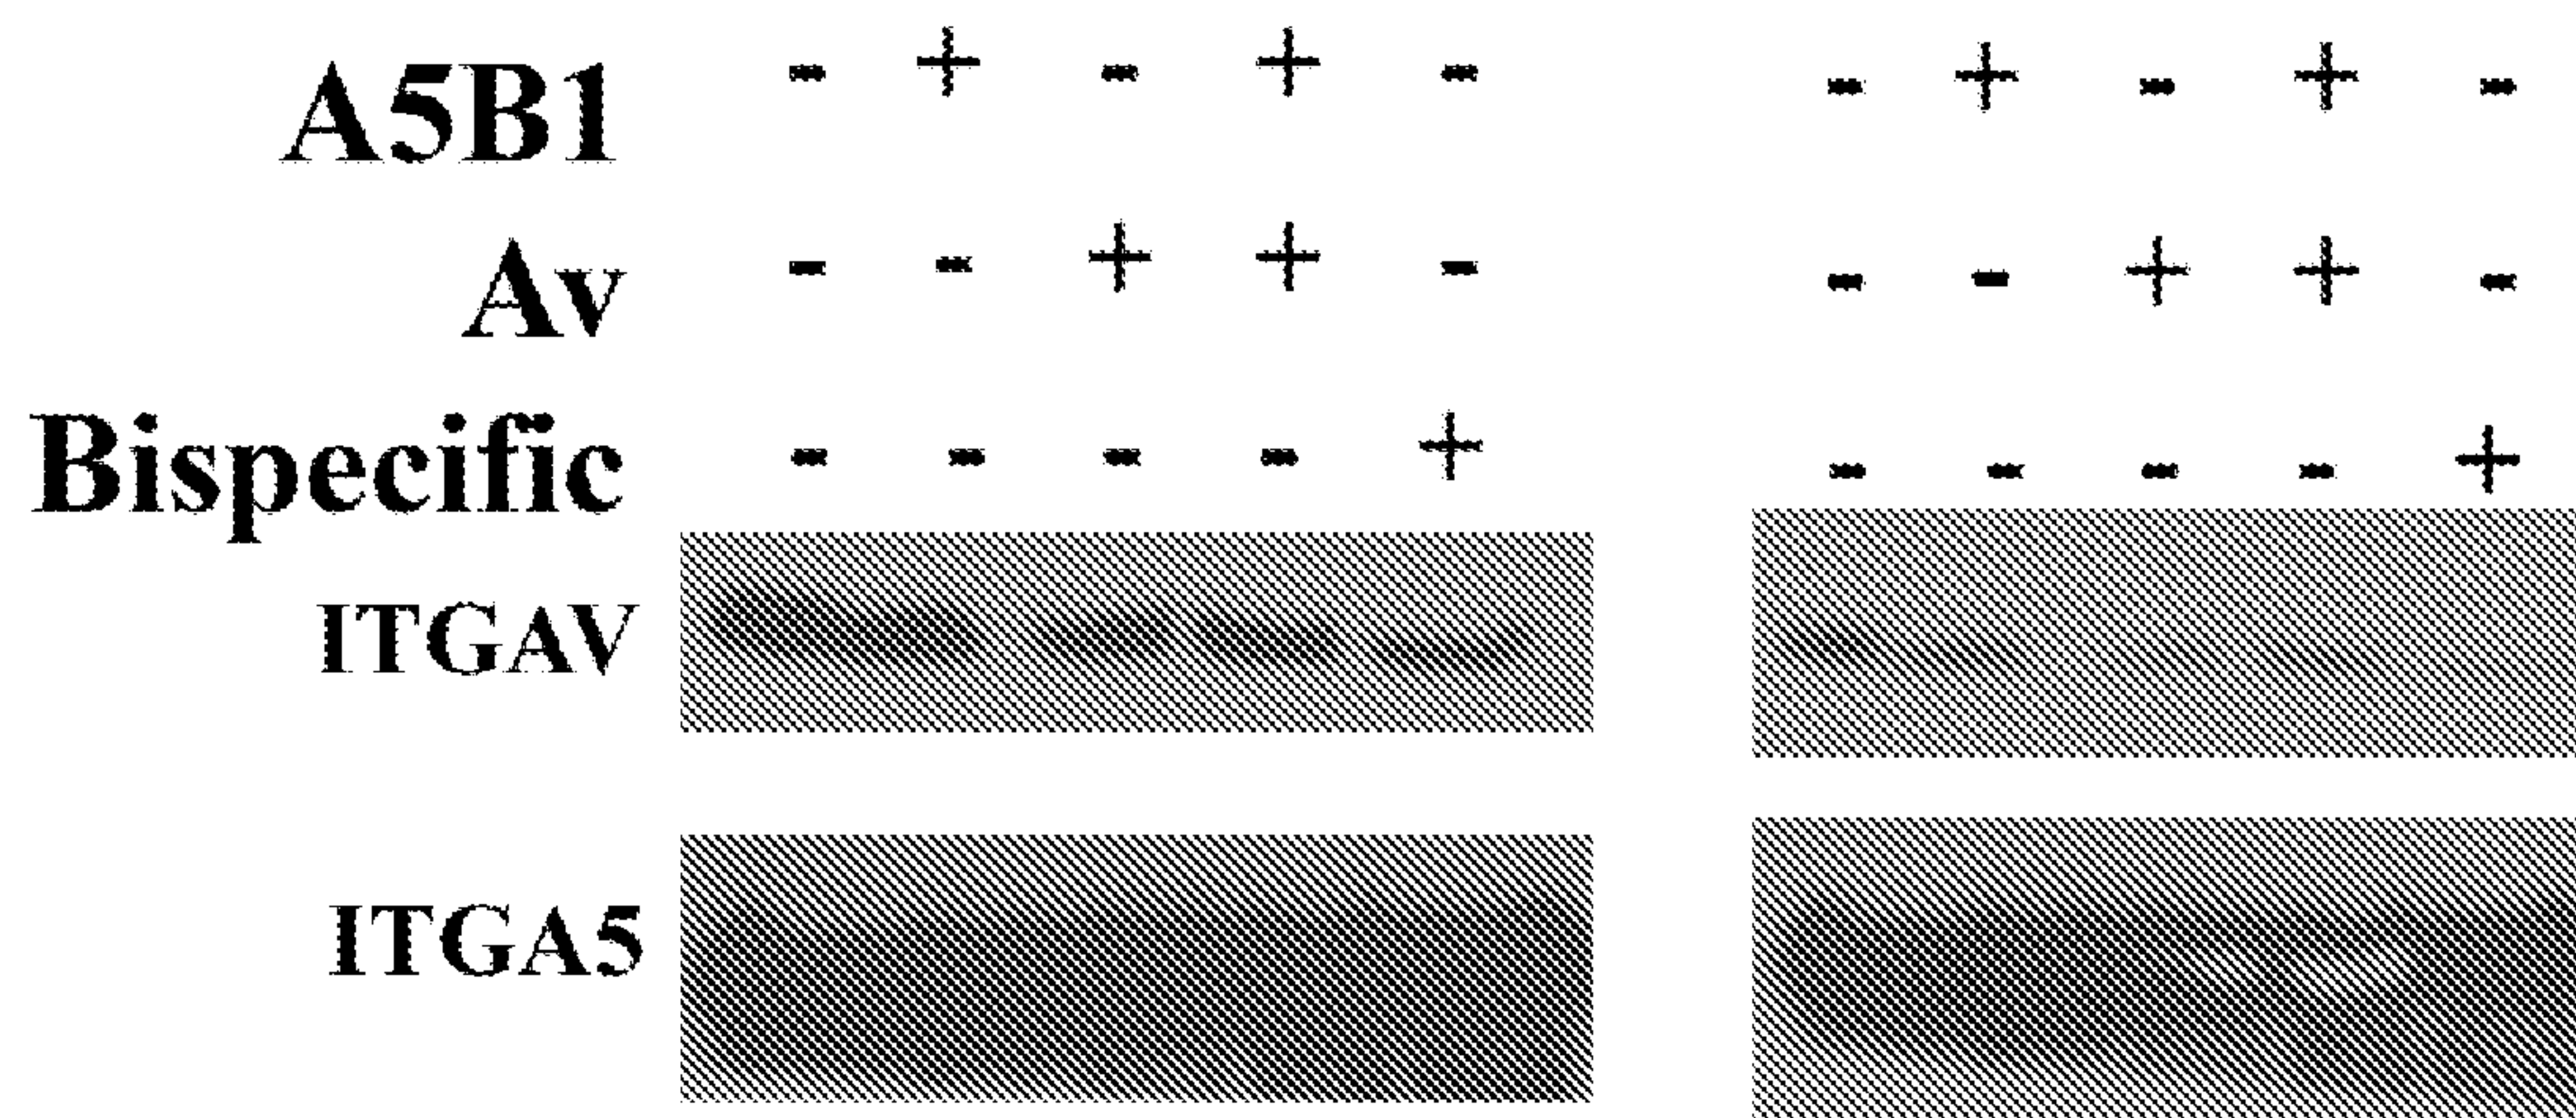 A5B1 - + - + - - + - + -
Av - - + + - - - + + -
Bispecific - - - - + - - - - +
ITGAV
ITGA5